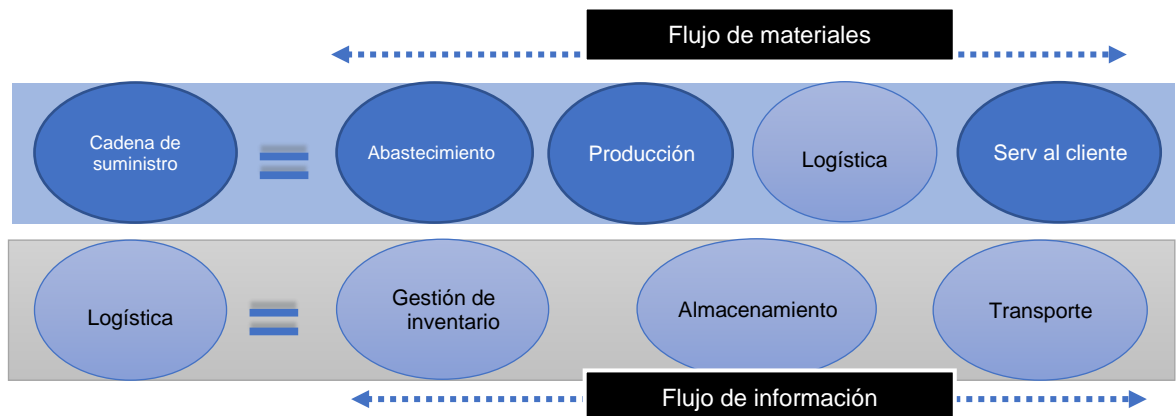 Flujo de materiales
Cadena de
suministro
Abastecimiento
Producción
Logística
Serv al cliente
Logística
Gestión de
inventario
Almacenamiento
Transporte
Flujo de información